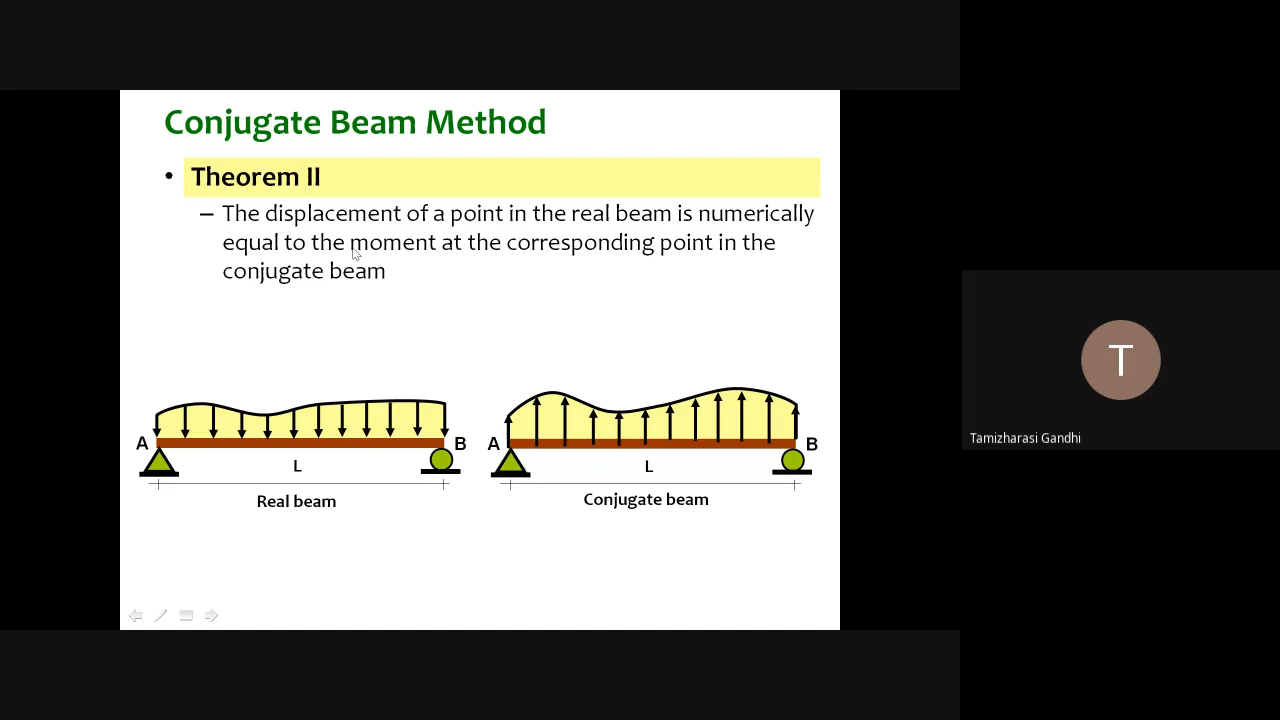 Conjugate Beam Method
• Theorem II
– The displacement of a point in the real beam is numerically
equal to the moment at the corresponding point in the
conjugate beam
A B A B
L L
Real beam Conjugate beam
T
Tamizharasi Gandhi